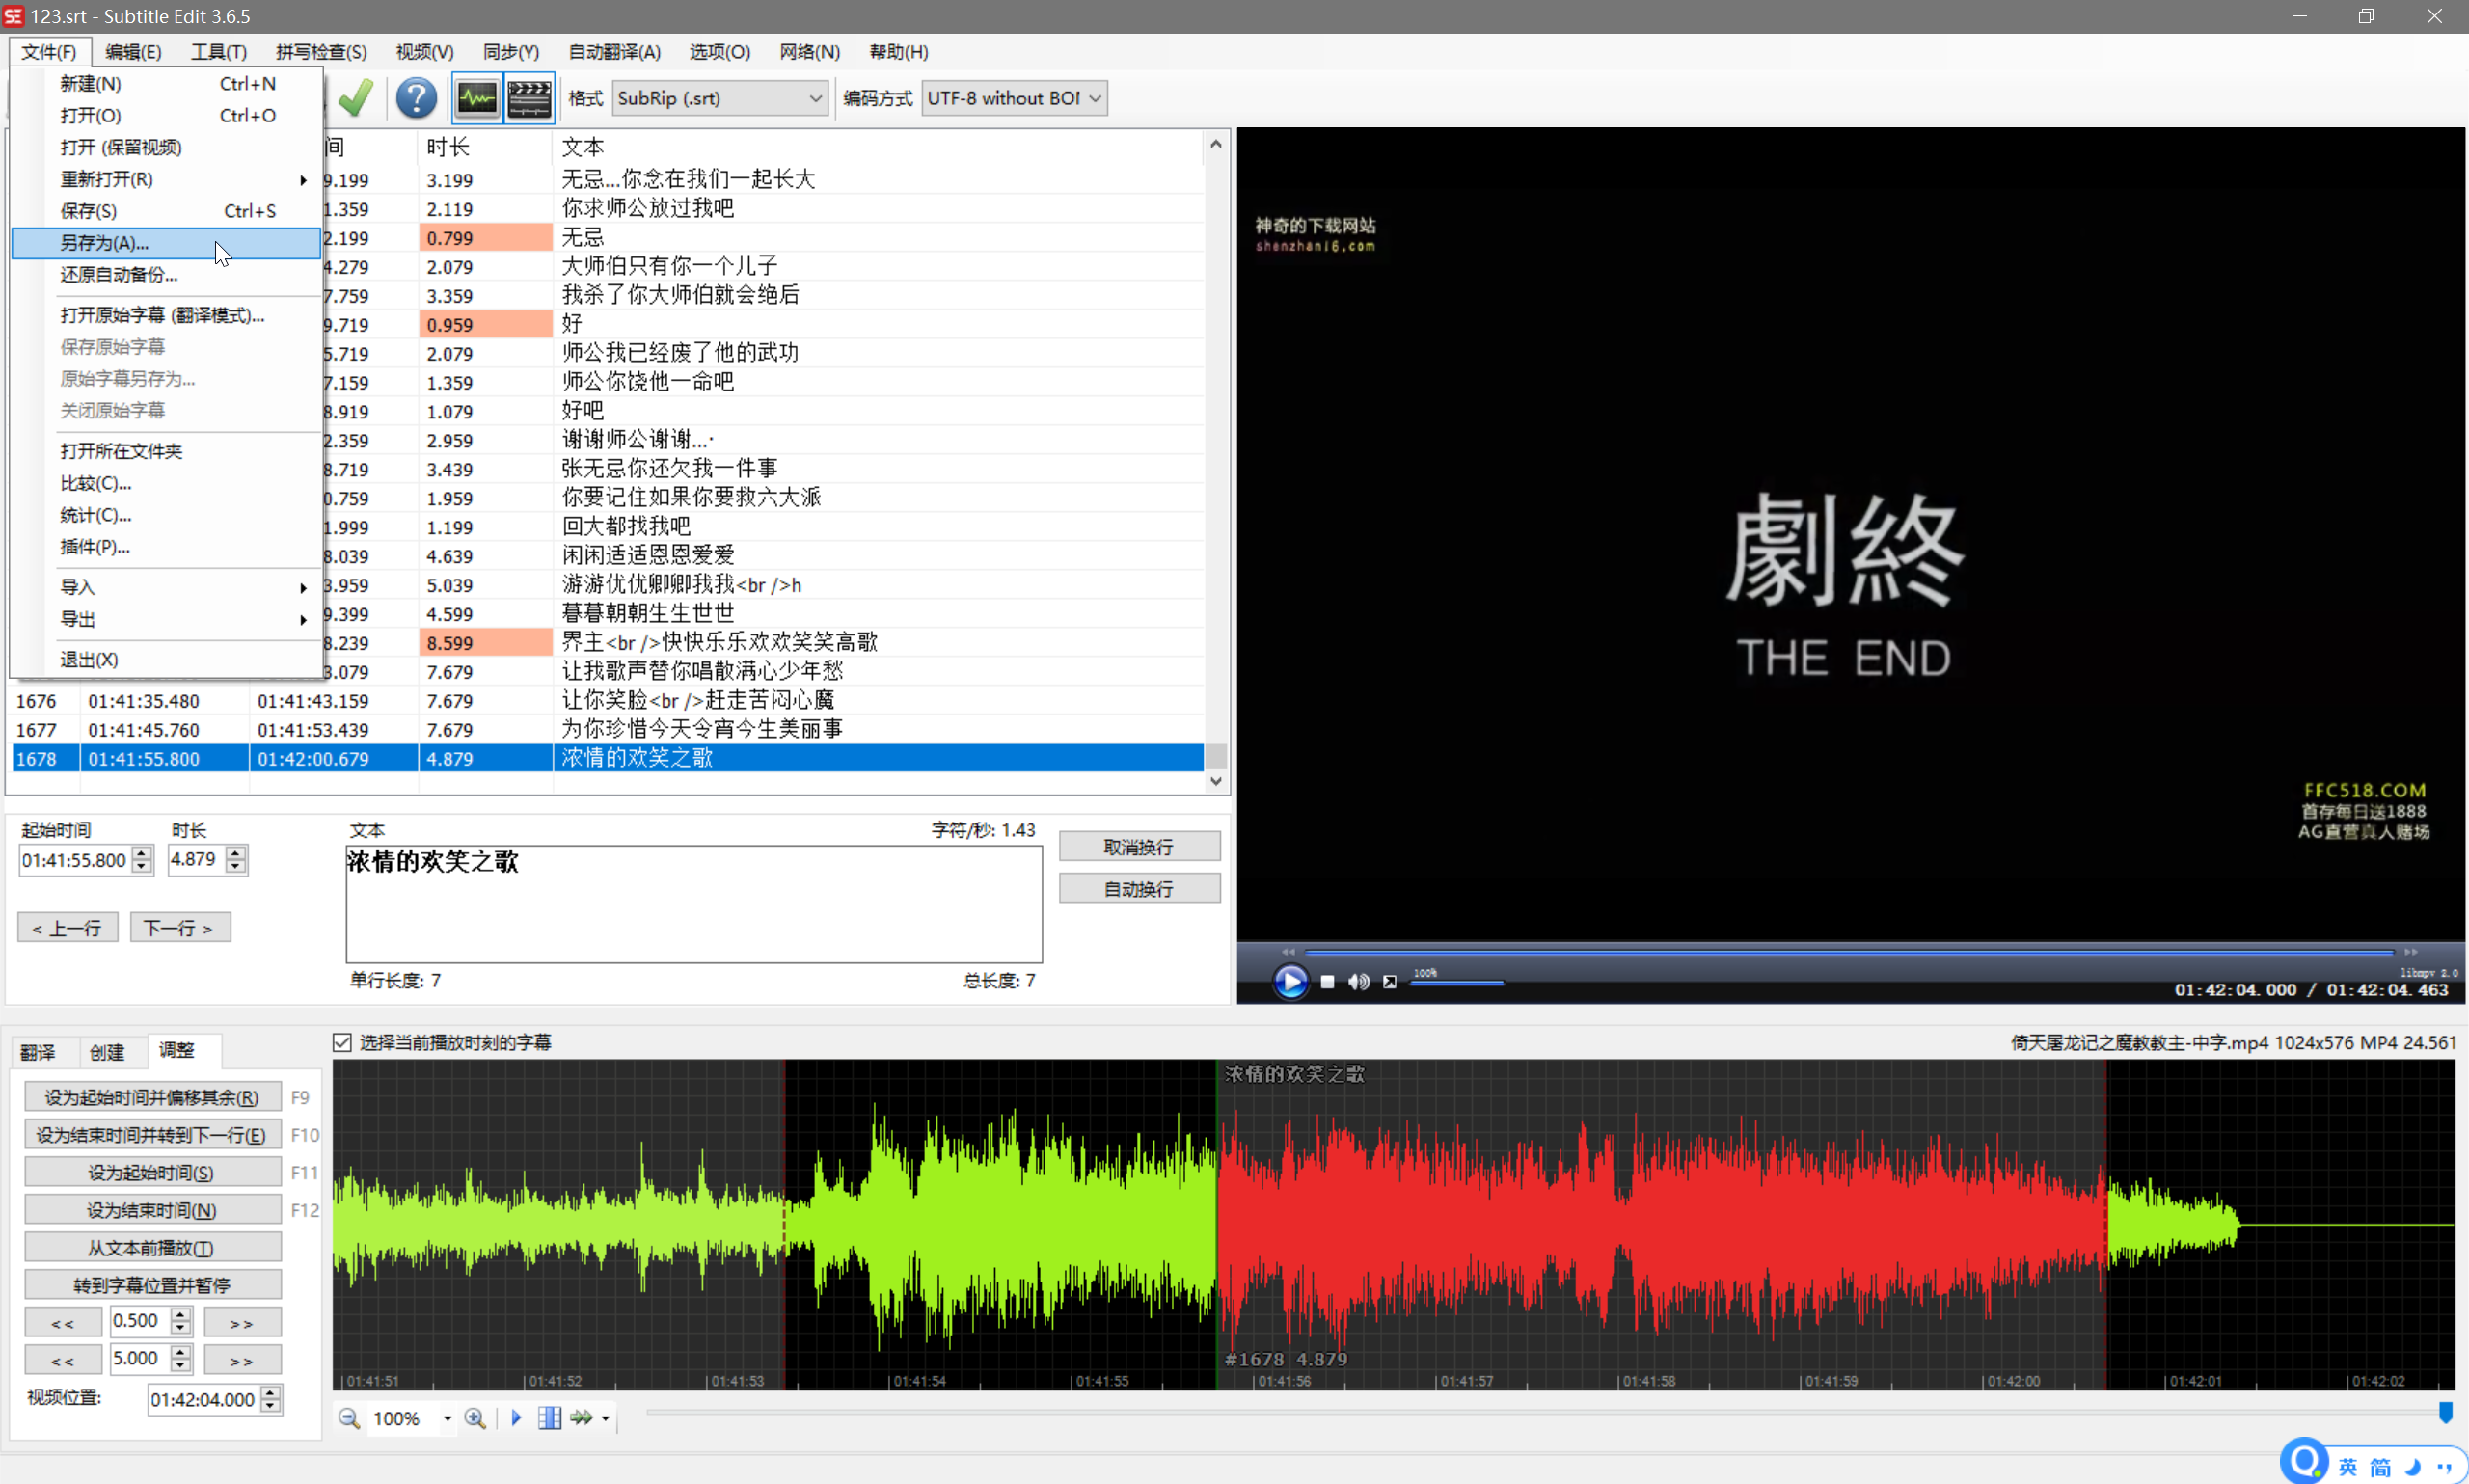 123.srt - Subtitle Edit 3.6.5
文件(F) 编辑(E) 工具(T) 拼写检查(S) 视频(V) 同步(Y) 自动翻译(A) 选项(O) 网络(N) 帮助(H)
新建(N) Ctrl+N
打开(O) Ctrl+O
打开 (保留视频)
重新打开(R)
保存(S) Ctrl+S
另存为(A)...
还原自动备份...
打开原始字幕 (翻译模式)...
保存原始字幕
原始字幕另存为...
关闭原始字幕
打开所在文件夹
比较(C)...
统计(C)...
插件(P)...
导入
导出
退出(X)
格式 SubRip (.srt) 编码方式 UTF-8 without BOI
间 时长 文本
9.199 3.199 无忌...你念在我们一起长大
1.359 2.119 你求师公放过我吧
2.199 0.799 无忌
4.279 2.079 大师伯只有你一个儿子
7.759 3.359 我杀了你大师伯就会绝后
9.719 0.959 好
5.719 2.079 师公我已经废了他的武功
7.159 1.359 师公你饶他一命吧
8.919 1.079 好吧
2.359 2.959 谢谢师公谢谢...·
8.719 3.439 张无忌你还欠我一件事
0.759 1.959 你要记住如果你要救六大派
1.999 1.199 回大都找我吧
8.039 4.639 闲闲适适恩恩爱爱
3.959 5.039 游游优优卿卿我我<br />h
9.399 4.599 暮暮朝朝生生世世
8.239 8.599 界主<br />快快乐乐欢欢笑笑高歌
3.079 7.679 让我歌声替你唱散满心少年愁
1676 01:41:35.480 01:41:43.159 7.679 让你笑脸<br />赶走苦闷心魔
1677 01:41:45.760 01:41:53.439 7.679 为你珍惜今天令宵今生美丽事
1678 01:41:55.800 01:42:00.679 4.879 浓情的欢笑之歌
起始时间 时长 文本 字符/秒: 1.43
01:41:55.800 4.879 浓情的欢笑之歌
取消换行
自动换行
< 上一行 下一行 >
单行长度: 7 总长度: 7
神奇的下载网站
shenzhan16.com
劇終
THE END
FFC518.COM
首存每日送1888
AG直营真人赌场
100%
libmpv 2.0
01:42:04.000 / 01:42:04.463
翻译 创建 调整
设为起始时间并偏移其余(R) F9
设为结束时间并转到下一行(E) F10
设为起始时间(S) F11
设为结束时间(N) F12
从文本前播放(T)
转到字幕位置并暂停
<< 0.500 >>
<< 5.000 >>
视频位置: 01:42:04.000
选择当前播放时刻的字幕 倚天屠龙记之魔教教主-中字.mp4 1024x576 MP4 24.561
浓情的欢笑之歌
#1678 4.879
01:41:51 01:41:52 01:41:53 01:41:54 01:41:55 01:41:56 01:41:57 01:41:58 01:41:59 01:42:00 01:42:01 01:42:02
100%
英 简